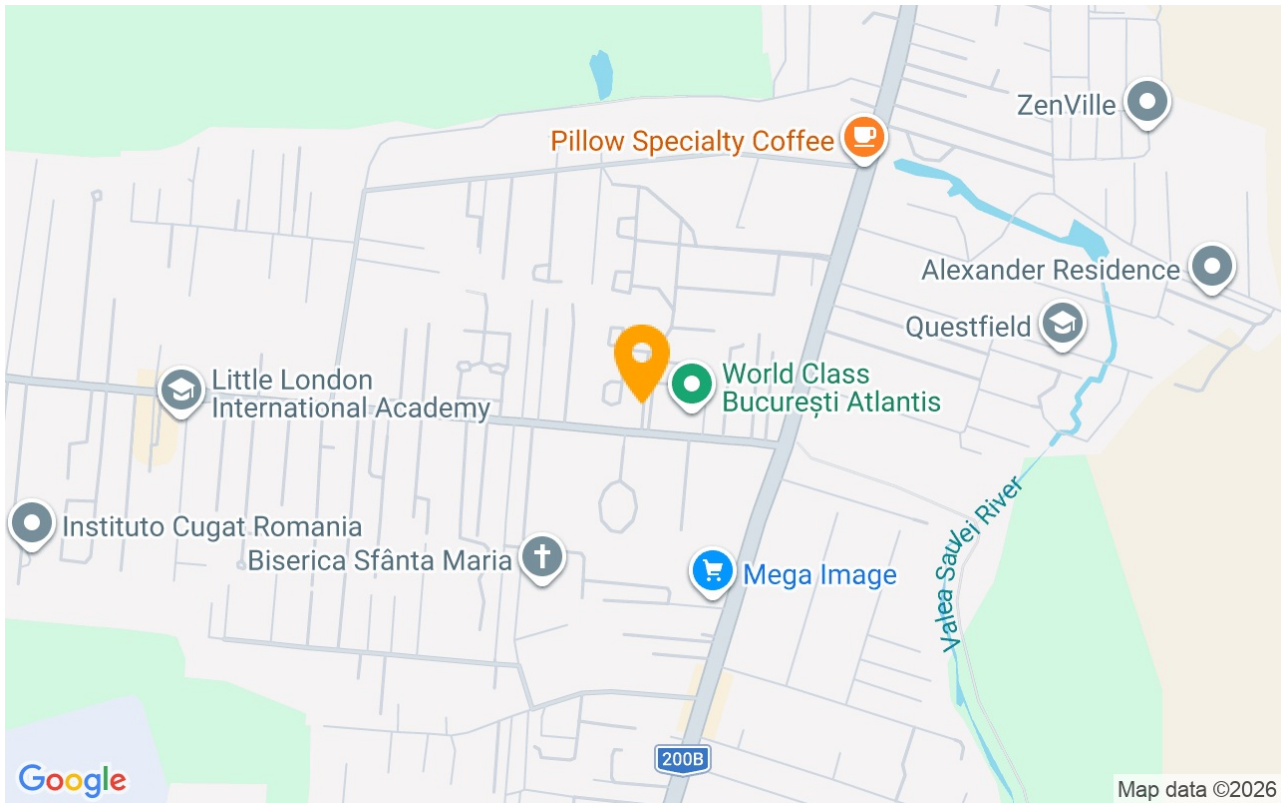 ZenVille
Pillow Specialty Coffee
Alexander Residence
Questfield
World Class
București Atlantis
Little London
International Academy
Valea Saulei River
Instituto Cugat Romania
Biserica Sfânta Maria
Mega Image
200B
Google
Map data ©2026